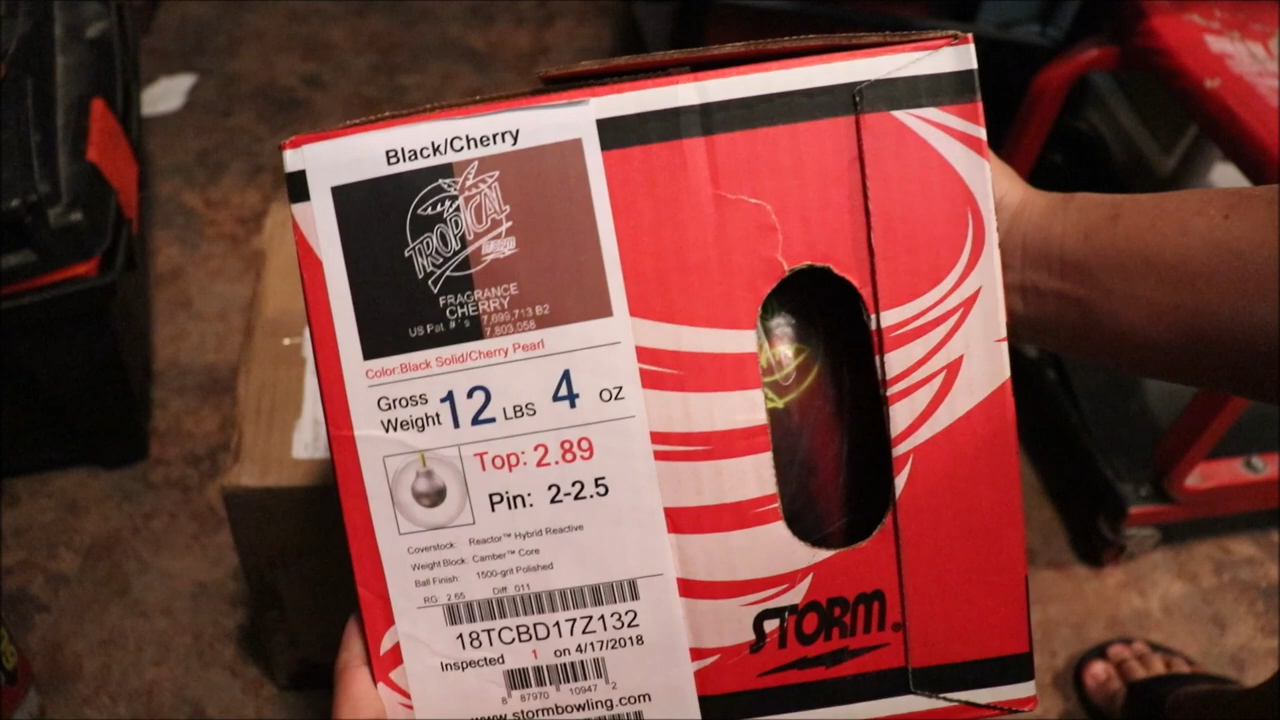 Black/Cherry
TROPICAL
STORM
FRAGRANCE
CHERRY
US Pat. #'s 7,699,713 B2
7,803,058
Color:Black Solid/Cherry Pearl
Gross Weight 12 LBS 4 OZ
Top: 2.89
Pin: 2-2.5
Coverstock: Reactor™ Hybrid Reactive
Weight Block: Camber™ Core
Ball Finish: 1500-grit Polished
RG: 2.65 Diff: 011
18TCBD17Z132
Inspected 1 on 4/17/2018
8 87970 10947 2
www.stormbowling.com
STORM